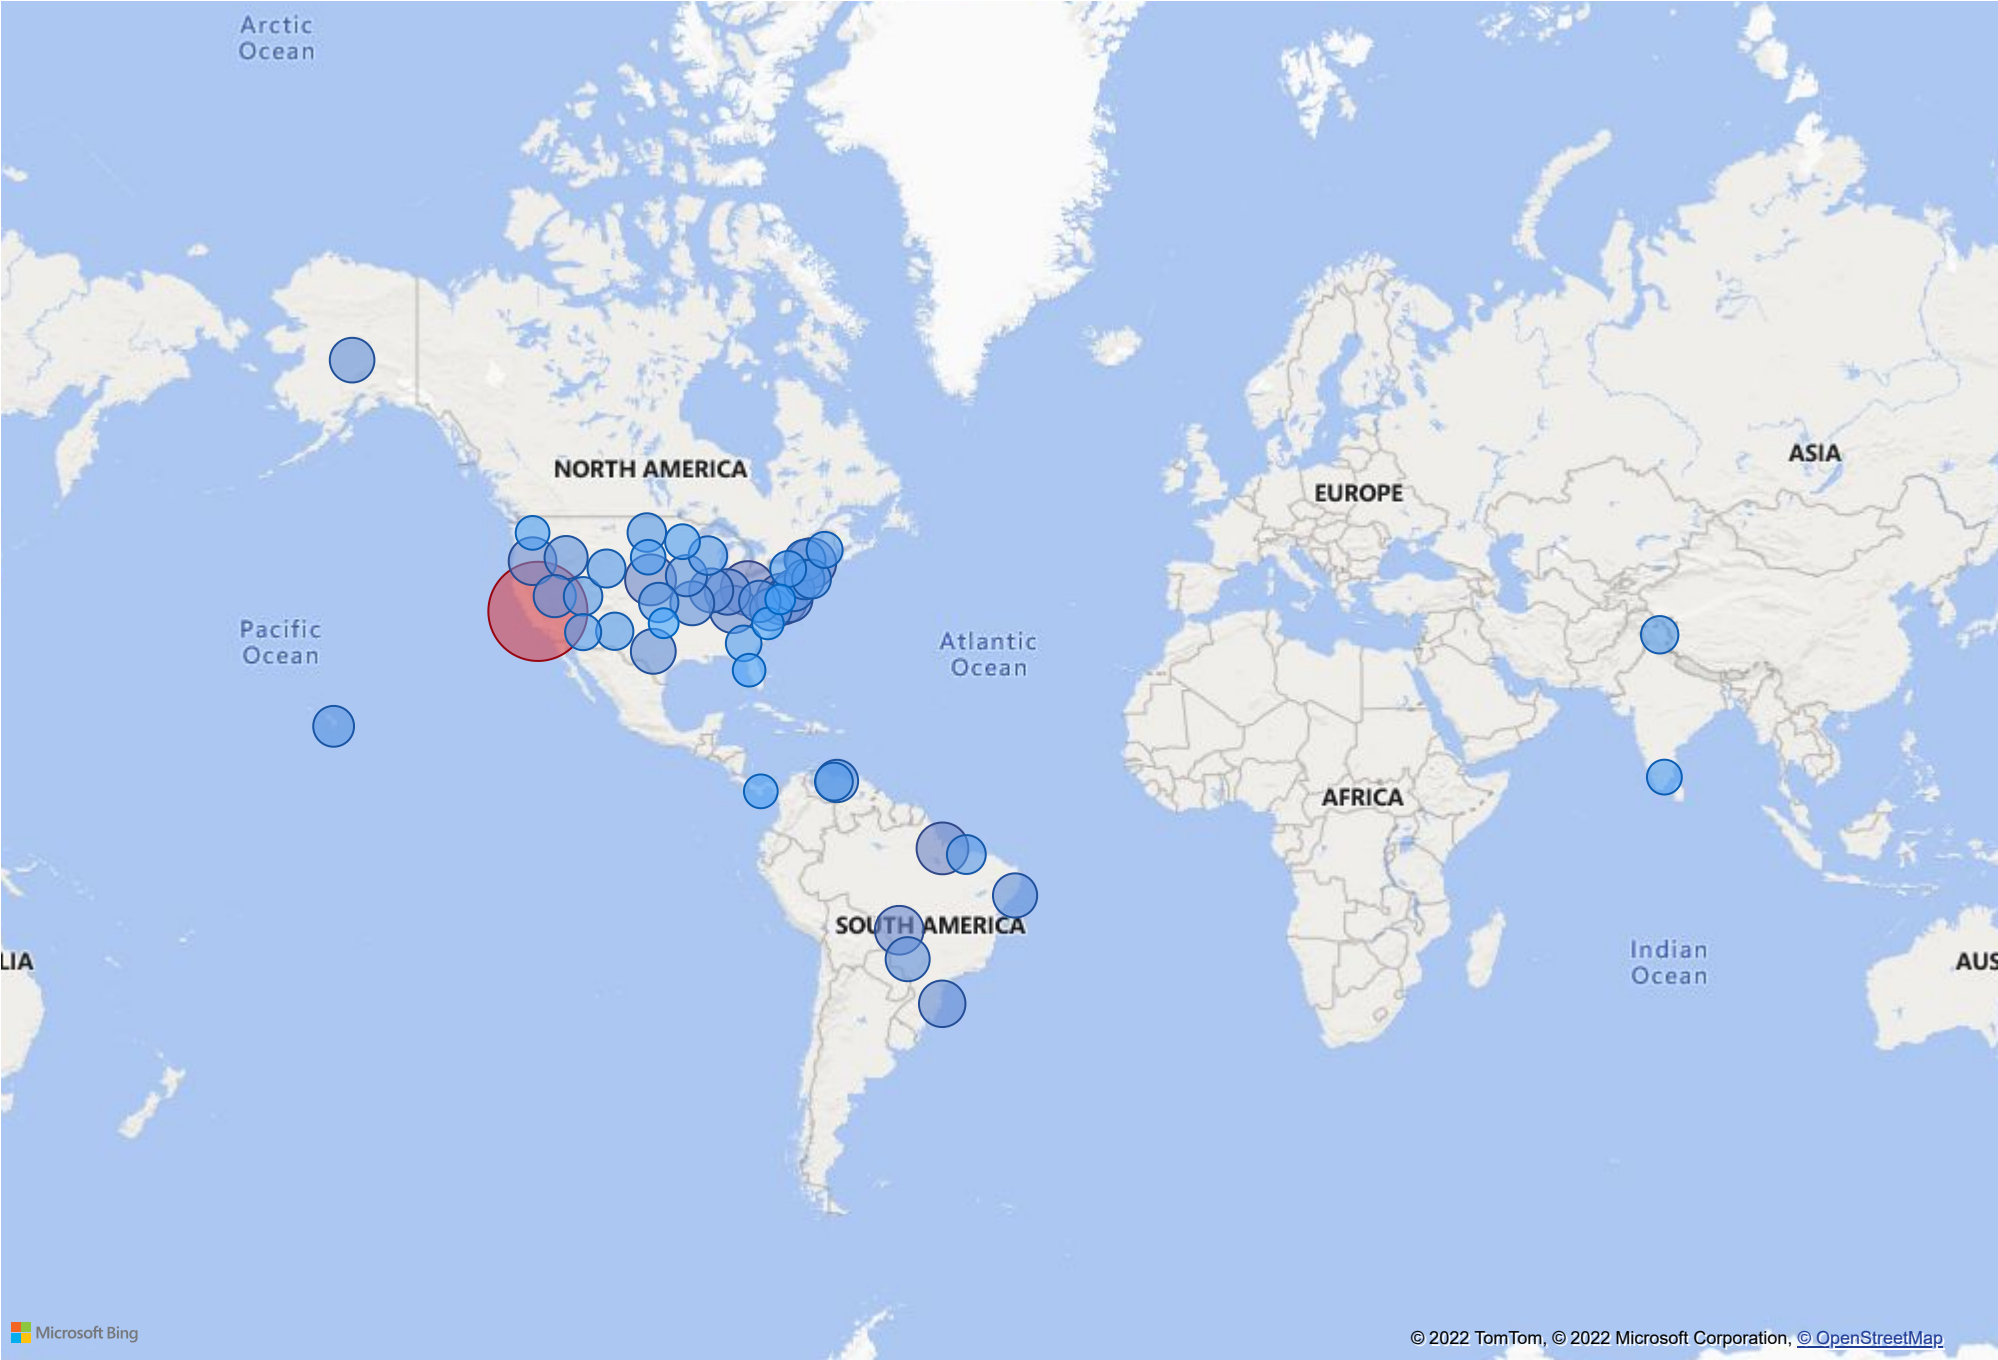 Arctic
Ocean
NORTH AMERICA
ASIA
EUROPE
Pacific
Ocean
Atlantic
Ocean
AFRICA
SOUTH AMERICA
Indian
Ocean
LIA
AUS
Microsoft Bing
© 2022 TomTom, © 2022 Microsoft Corporation, © OpenStreetMap